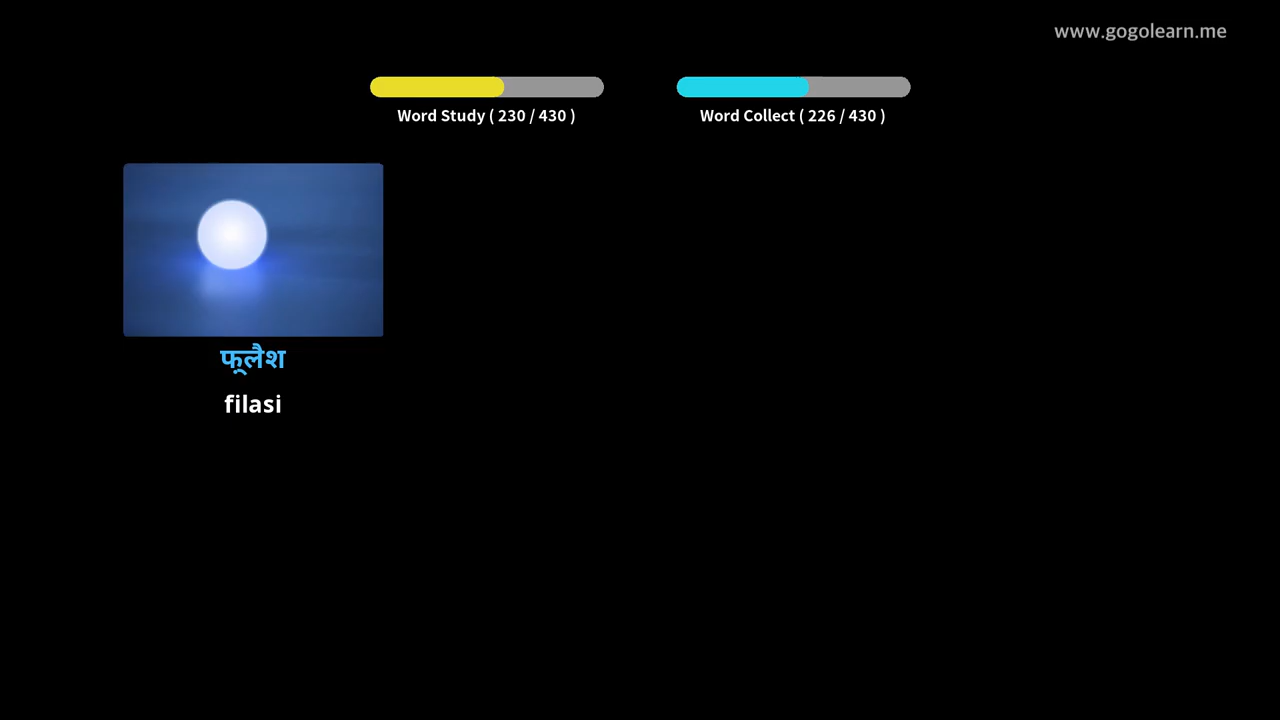 www.gogolearn.me
Word Study ( 230 / 430 )
Word Collect ( 226 / 430 )
फ़्लैश
filasi